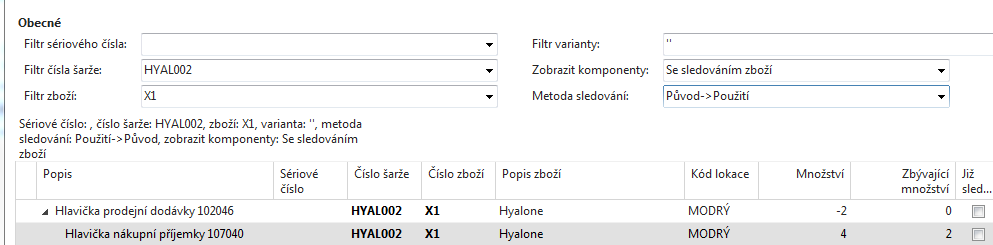 Obecné
Filtr sériového čísla:
Filtr varianty: ''
Filtr čísla šarže: HYAL002
Zobrazit komponenty: Se sledováním zboží
Filtr zboží: X1
Metoda sledování: Původ->Použití
Sériové číslo: , číslo šarže: HYAL002, zboží: X1, varianta: '', metoda
sledování: Použití->Původ, zobrazit komponenty: Se sledováním
zboží
Popis Sériové číslo Číslo šarže Číslo zboží Popis zboží Kód lokace Množství Zbývající množství Již sled...
Hlavička prodejní dodávky 102046 HYAL002 X1 Hyalone MODRÝ -2 0
Hlavička nákupní příjemky 107040 HYAL002 X1 Hyalone MODRÝ 4 2